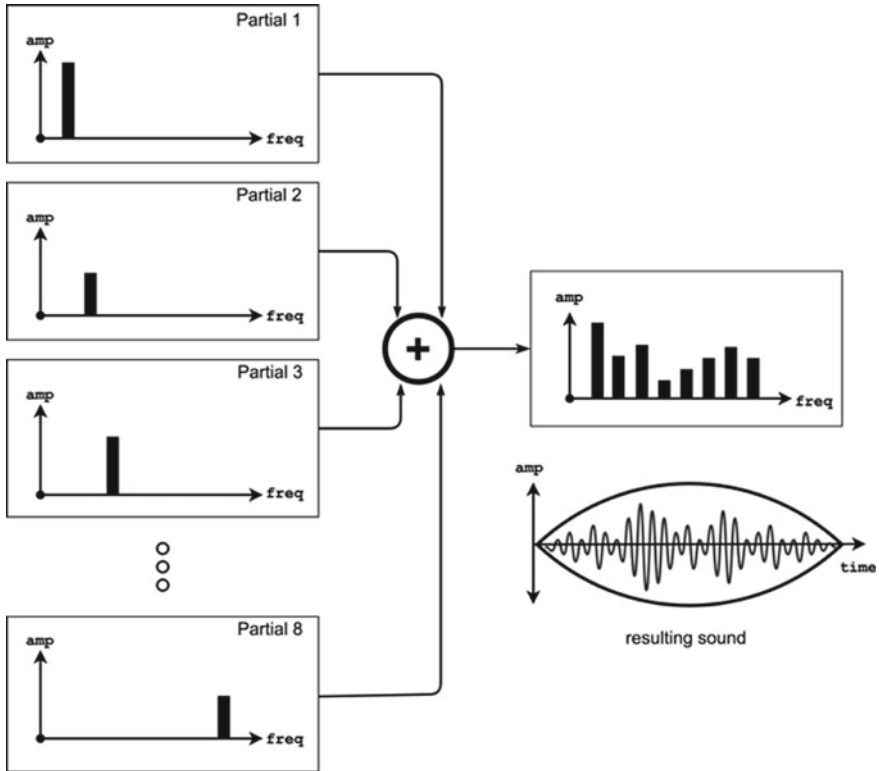 Partial 1
amp
freq
Partial 2
amp
freq
Partial 3
amp
freq
Partial 8
amp
freq
+
amp
freq
amp
time
resulting sound